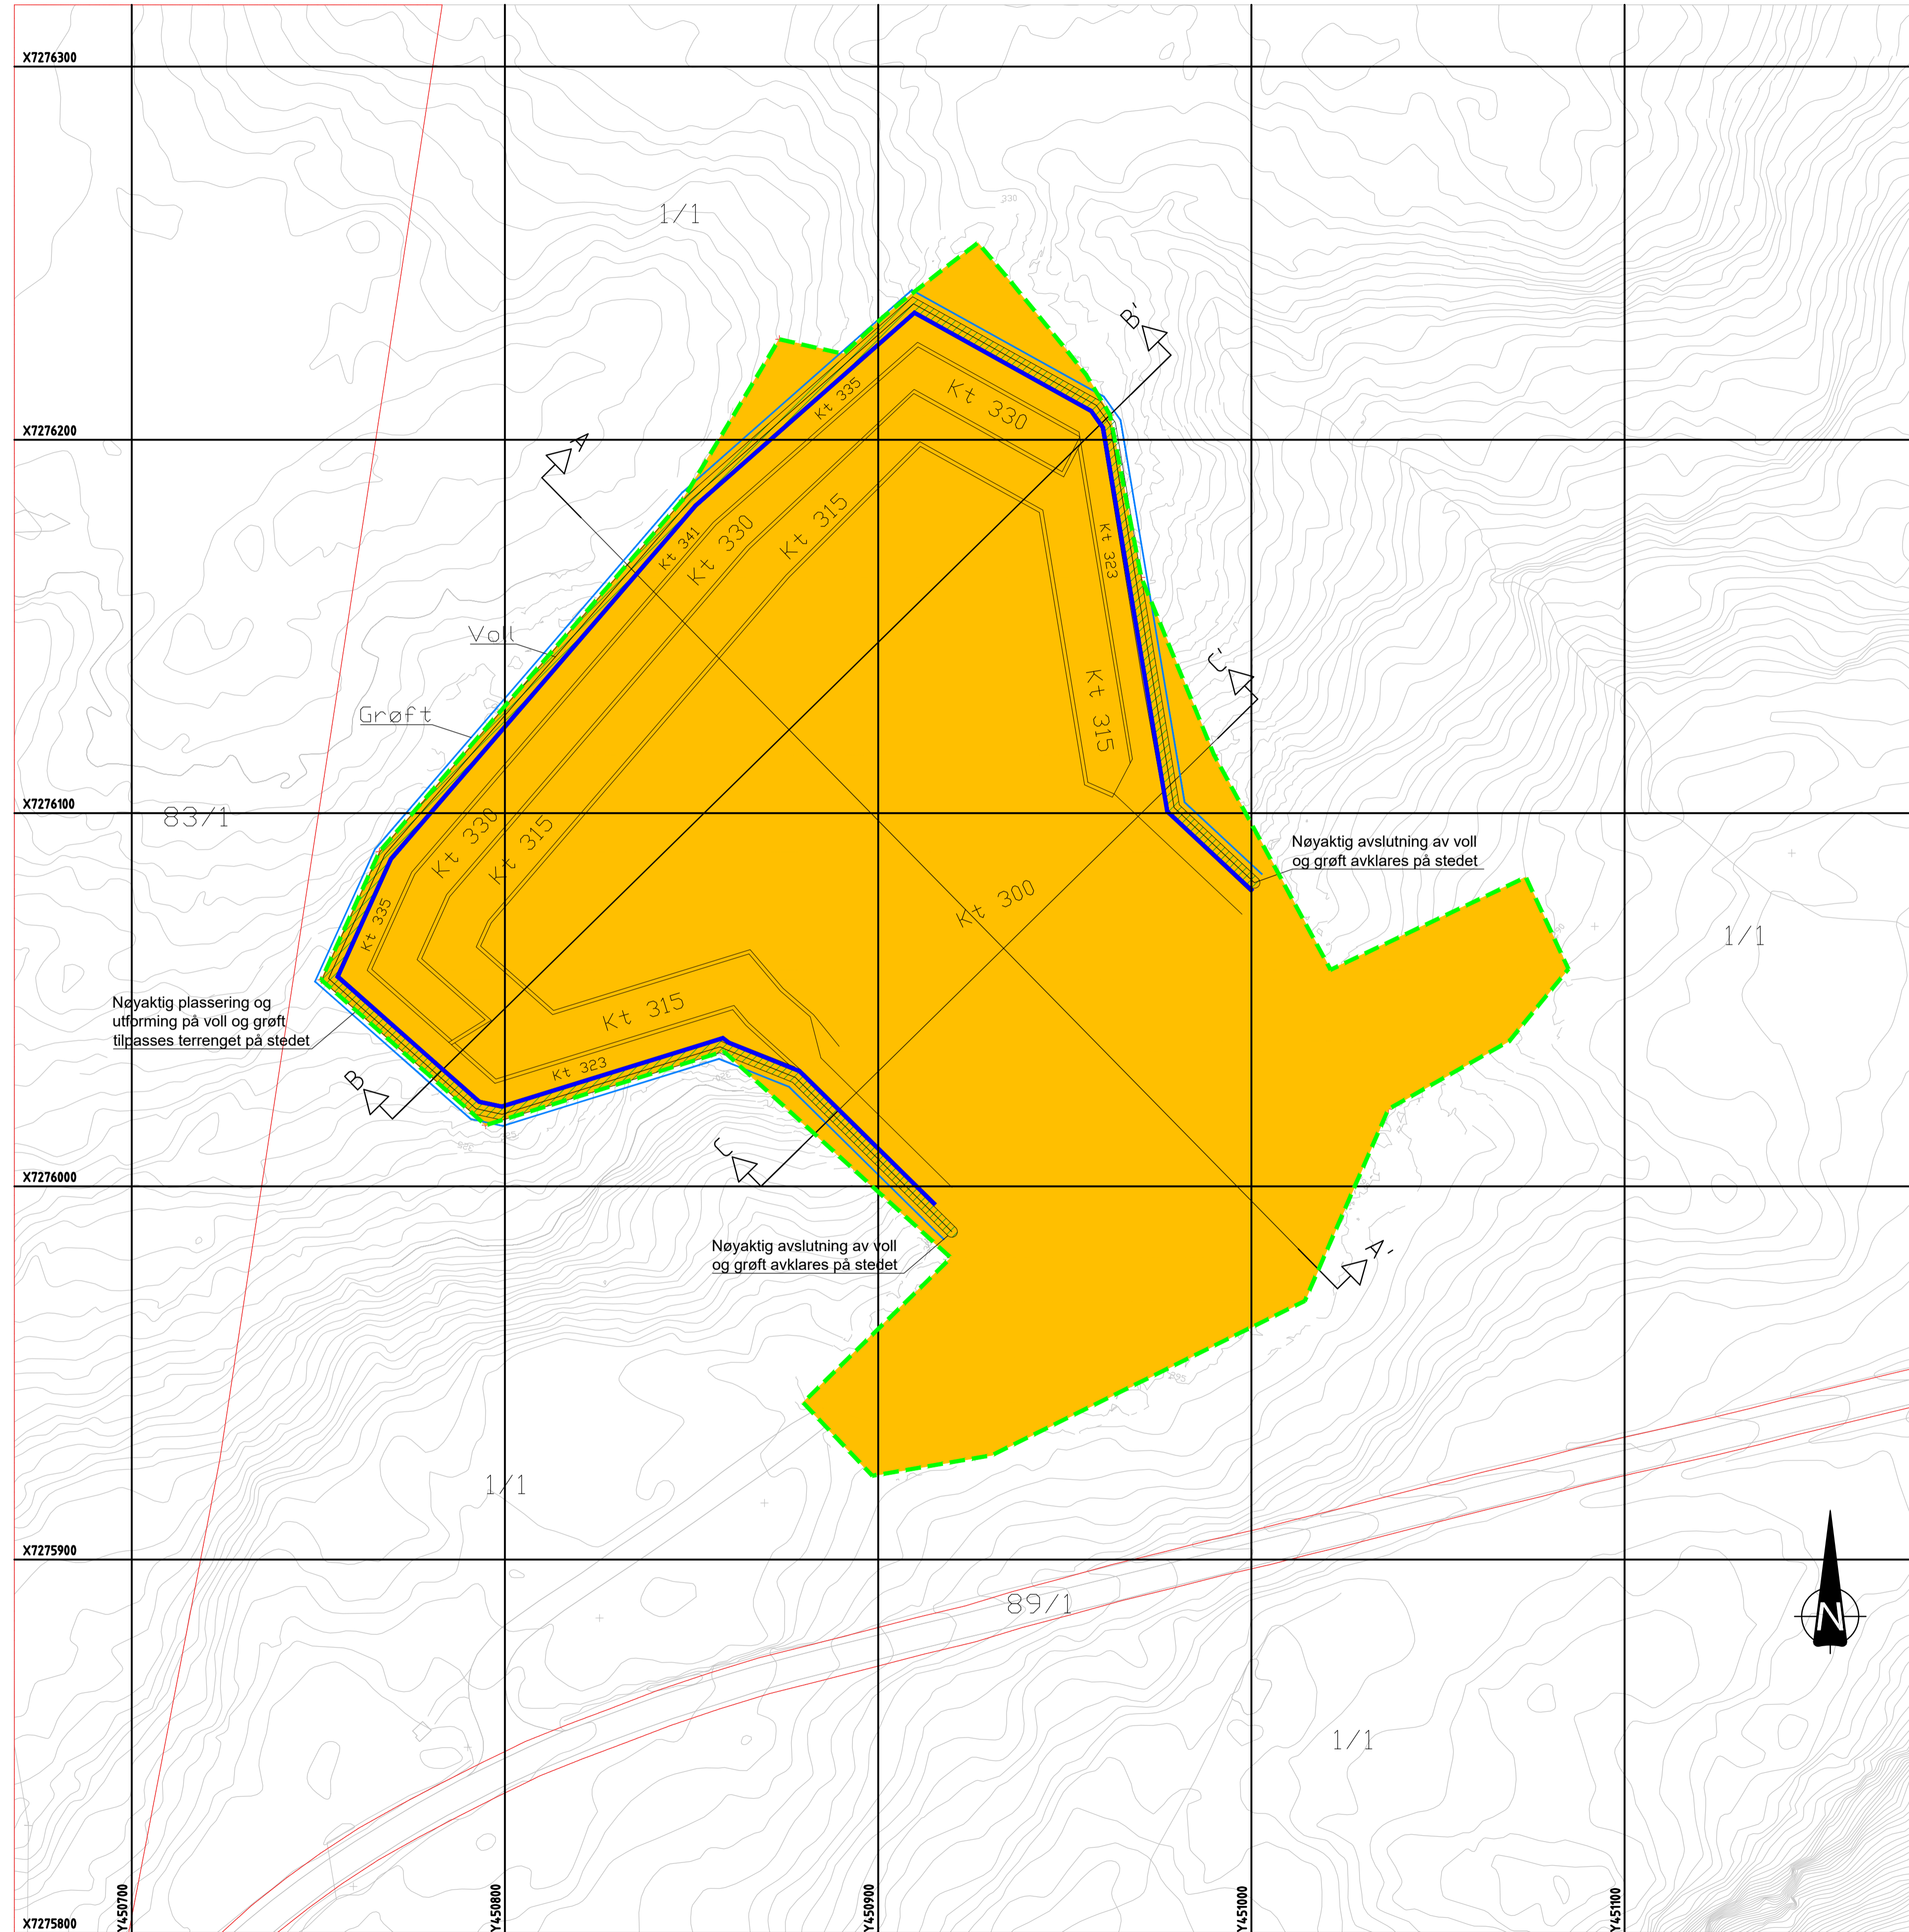 X7276300
1/1
330
B'
A
Kt 335
Kt 330
X7276200
Kt 341
Kt 330
Kt 315
Kt 323
Voll
C'
Grøft
Kt 315
X7276100
83/1
Kt 330
Kt 315
Nøyaktig avslutning av voll
og grøft avklares på stedet
Kt 335
Kt 300
1/1
Nøyaktig plassering og
utforming på voll og grøft
tilpasses terrenget på stedet
Kt 315
Kt 323
B
C
X7276000
Nøyaktig avslutning av voll
og grøft avklares på stedet
A'
295
1/1
X7275900
89/1
N
1/1
X7275800
Y450700
Y450800
Y450900
Y451000
Y451100